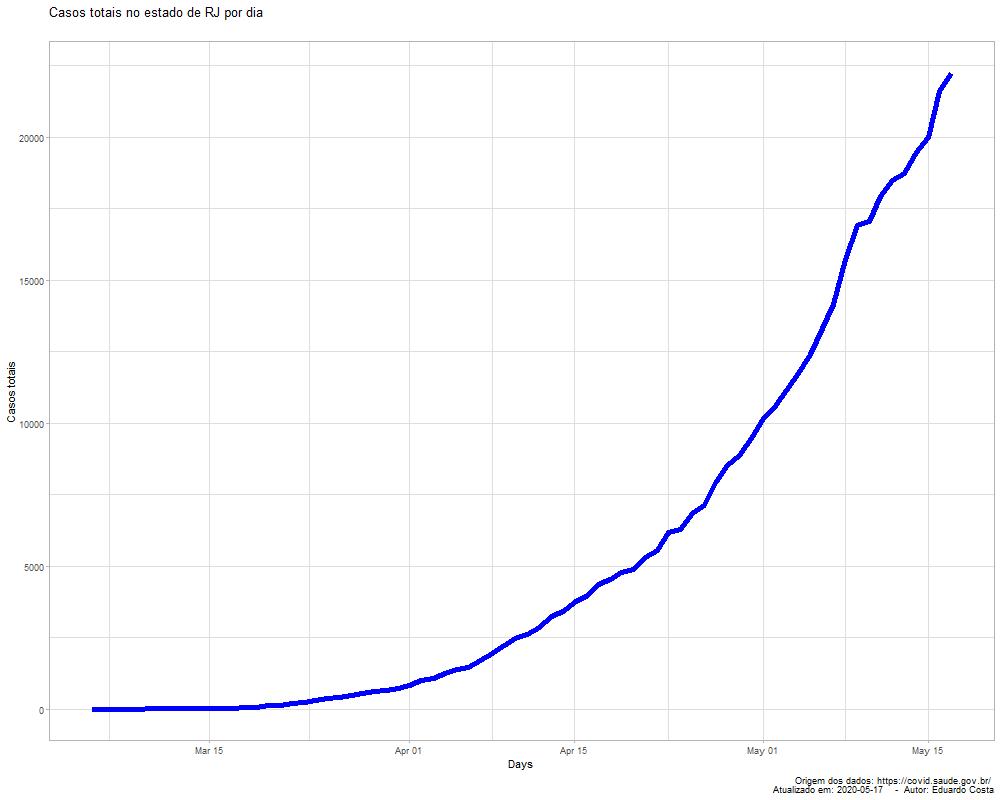 Casos totais no estado de RJ por dia
Casos totais
20000
15000
10000
5000
0
Mar 15 Apr 01 Apr 15 May 01 May 15
Days
Origem dos dados: https://covid.saude.gov.br/
Atualizado em: 2020-05-17 - Autor: Eduardo Costa